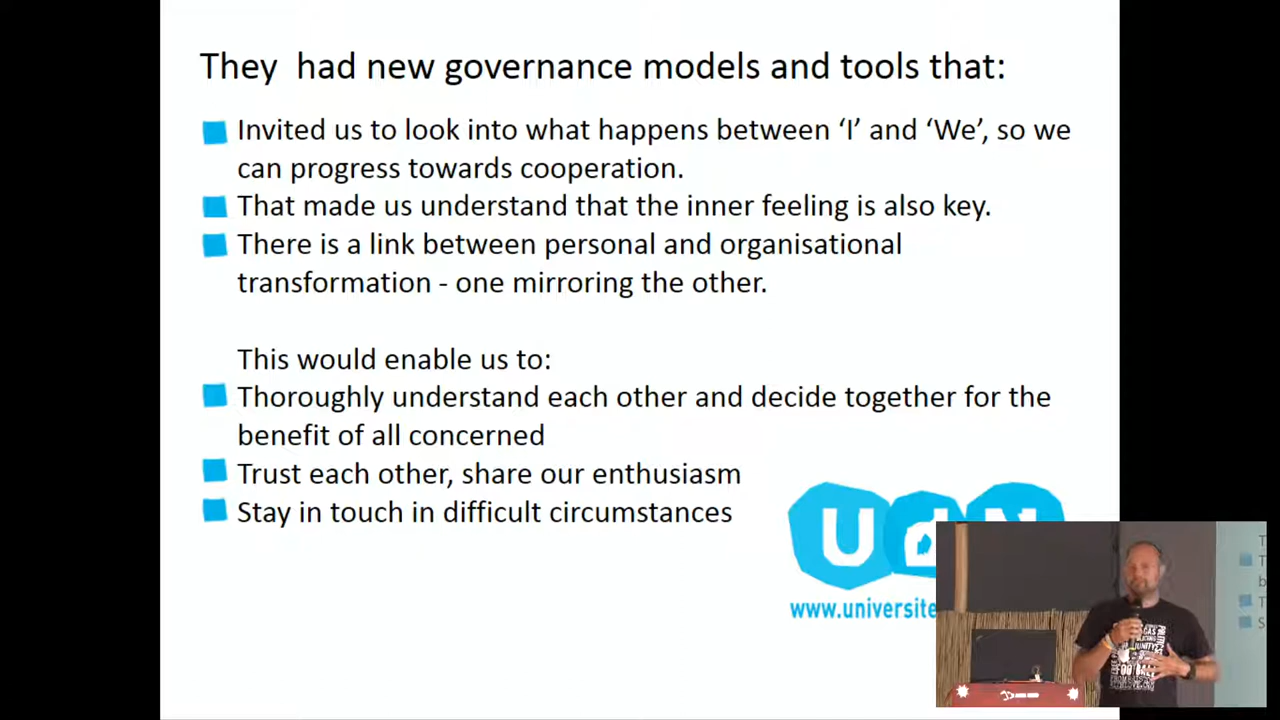 They  had new governance models and tools that:
Invited us to look into what happens between ‘I’ and ‘We’, so we
can progress towards cooperation.
That made us understand that the inner feeling is also key.
There is a link between personal and organisational
transformation - one mirroring the other.
This would enable us to:
Thoroughly understand each other and decide together for the
benefit of all concerned
Trust each other, share our enthusiasm
Stay in touch in difficult circumstances
U d N
www.universite
FOOTBALL